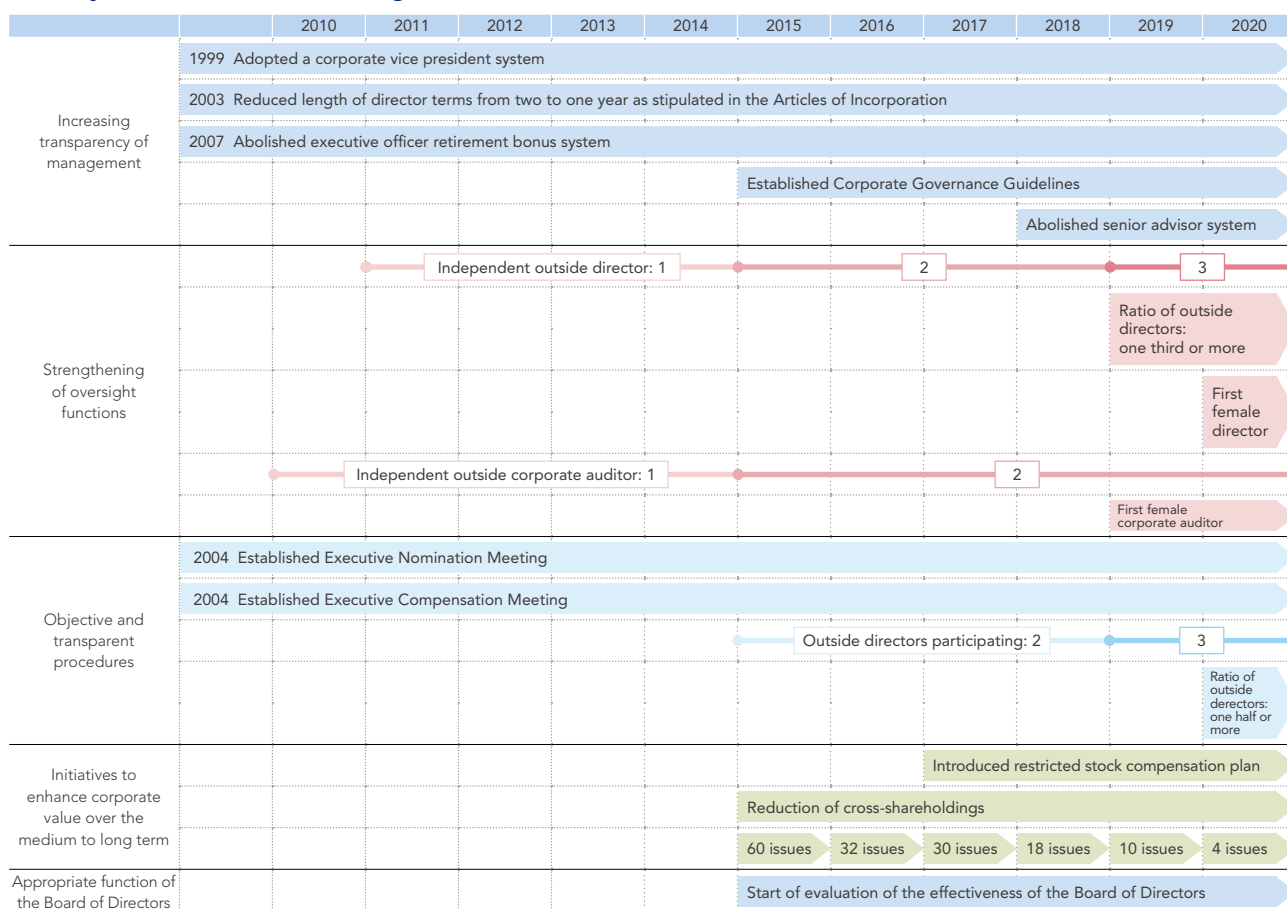 2010 2011 2012 2013 2014 2015 2016 2017 2018 2019 2020
Increasing
transparency of
management
1999 Adopted a corporate vice president system
2003 Reduced length of director terms from two to one year as stipulated in the Articles of Incorporation
2007 Abolished executive officer retirement bonus system
Established Corporate Governance Guidelines
Abolished senior advisor system
Strengthening
of oversight
functions
Independent outside director: 1
2
3
Ratio of outside
directors:
one third or more
First
female
director
Independent outside corporate auditor: 1
2
First female
corporate auditor
Objective and
transparent
procedures
2004 Established Executive Nomination Meeting
2004 Established Executive Compensation Meeting
Outside directors participating: 2
3
Ratio of
outside
derectors:
one half or
more
Initiatives to
enhance corporate
value over the
medium to long term
Introduced restricted stock compensation plan
Reduction of cross-shareholdings
60 issues 32 issues 30 issues 18 issues 10 issues 4 issues
Appropriate function of
the Board of Directors
Start of evaluation of the effectiveness of the Board of Directors